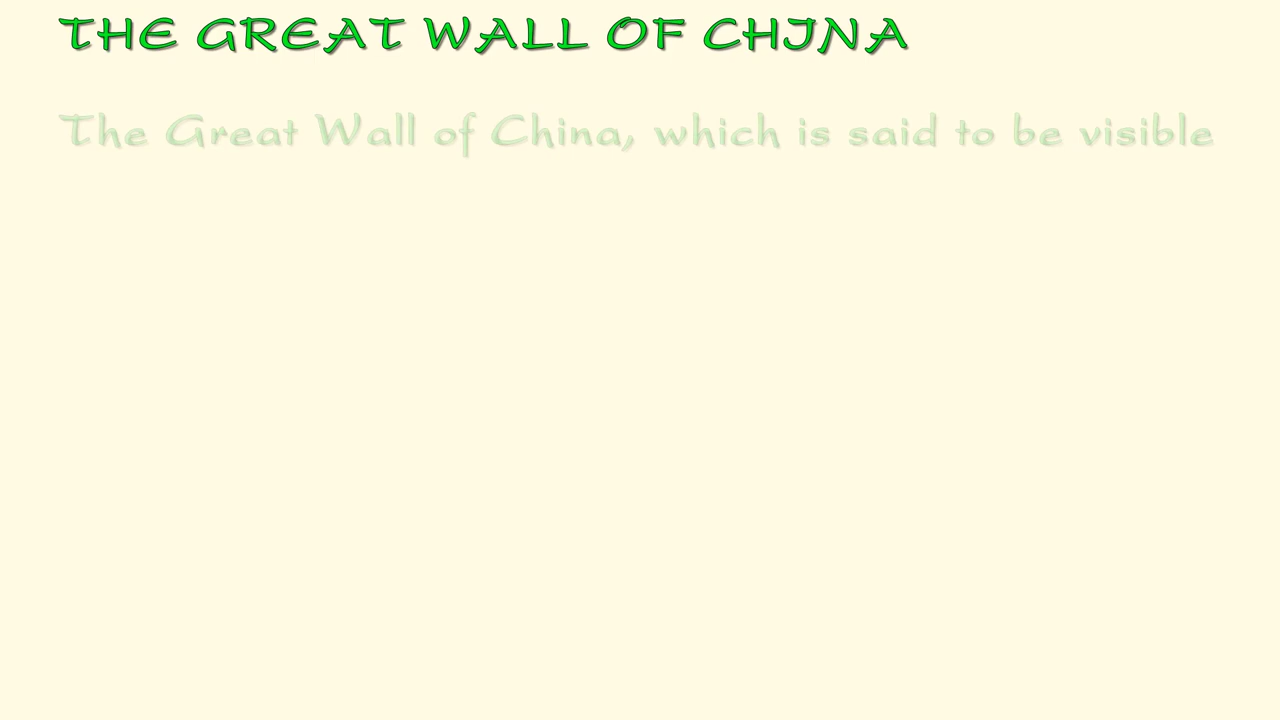 THE GREAT WALL OF CHINA
The Great Wall of China, which is said to be visible